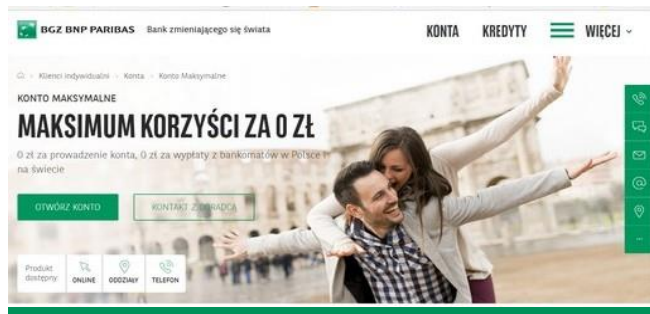 BGZ BNP PARIBAS Bank zmieniającego się świata
KONTA KREDYTY WIĘCEJ
Klienci indywidualni Konta Konto Maksymalne
KONTO MAKSYMALNE
MAKSIMUM KORZYŚCI ZA 0 ZŁ
0 zł za prowadzenie konta, 0 zł za wypłaty z bankomatów w Polsce i
na świecie
OTWÓRZ KONTO KONTAKT Z DORADCĄ
Produkt
dostępny:
ONLINE ODDZIAŁY TELEFON